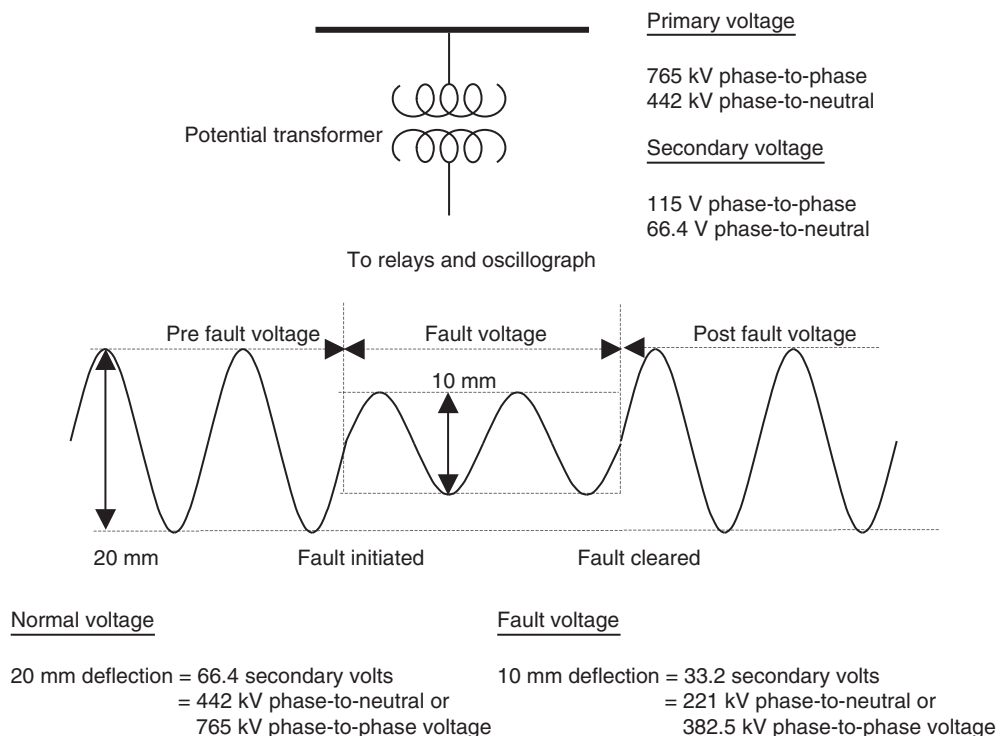 Primary voltage
765 kV phase-to-phase
442 kV phase-to-neutral
Potential transformer
Secondary voltage
115 V phase-to-phase
66.4 V phase-to-neutral
To relays and oscillograph
Pre fault voltage
Fault voltage
Post fault voltage
10 mm
20 mm
Fault initiated
Fault cleared
Normal voltage
20 mm deflection = 66.4 secondary volts
= 442 kV phase-to-neutral or
765 kV phase-to-phase voltage
Fault voltage
10 mm deflection = 33.2 secondary volts
= 221 kV phase-to-neutral or
382.5 kV phase-to-phase voltage